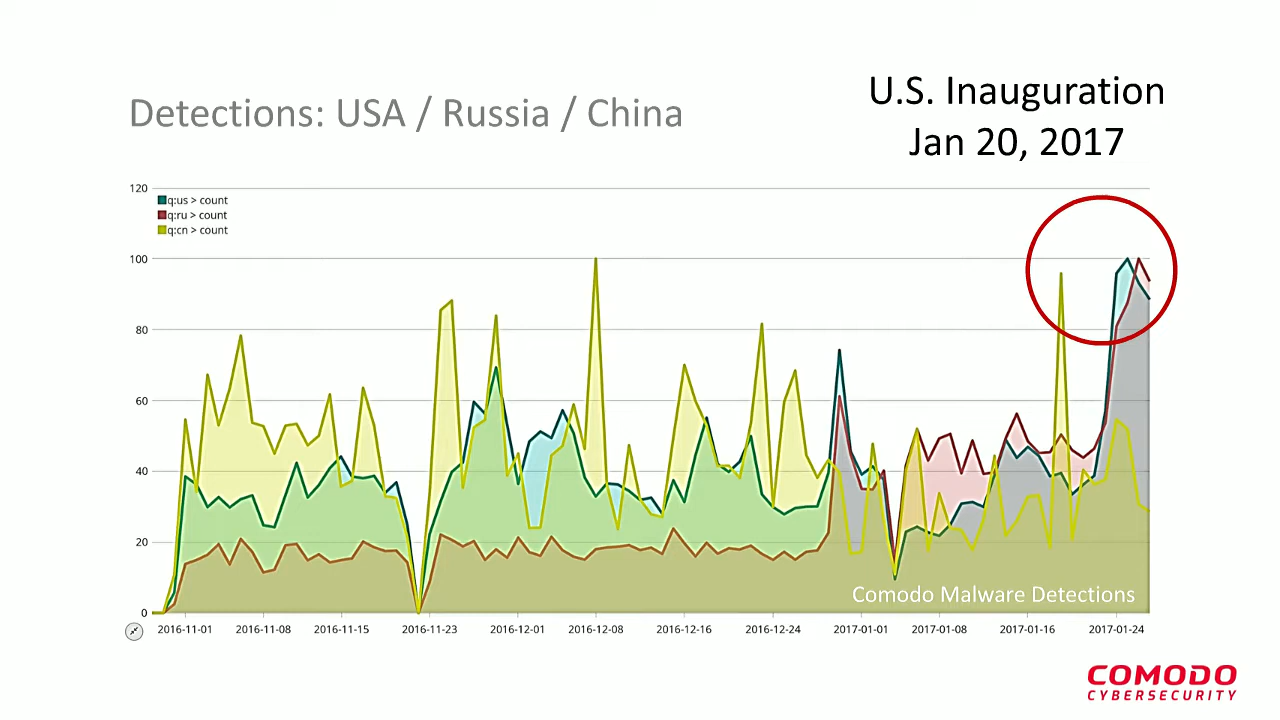 Detections: USA / Russia / China
U.S. Inauguration
Jan 20, 2017
120
100
80
60
40
20
0
q:us > count
q:ru > count
q:cn > count
Comodo Malware Detections
2016-11-01
2016-11-08
2016-11-15
2016-11-23
2016-12-01
2016-12-08
2016-12-16
2016-12-24
2017-01-01
2017-01-08
2017-01-16
2017-01-24
COMODO
CYBERSECURITY